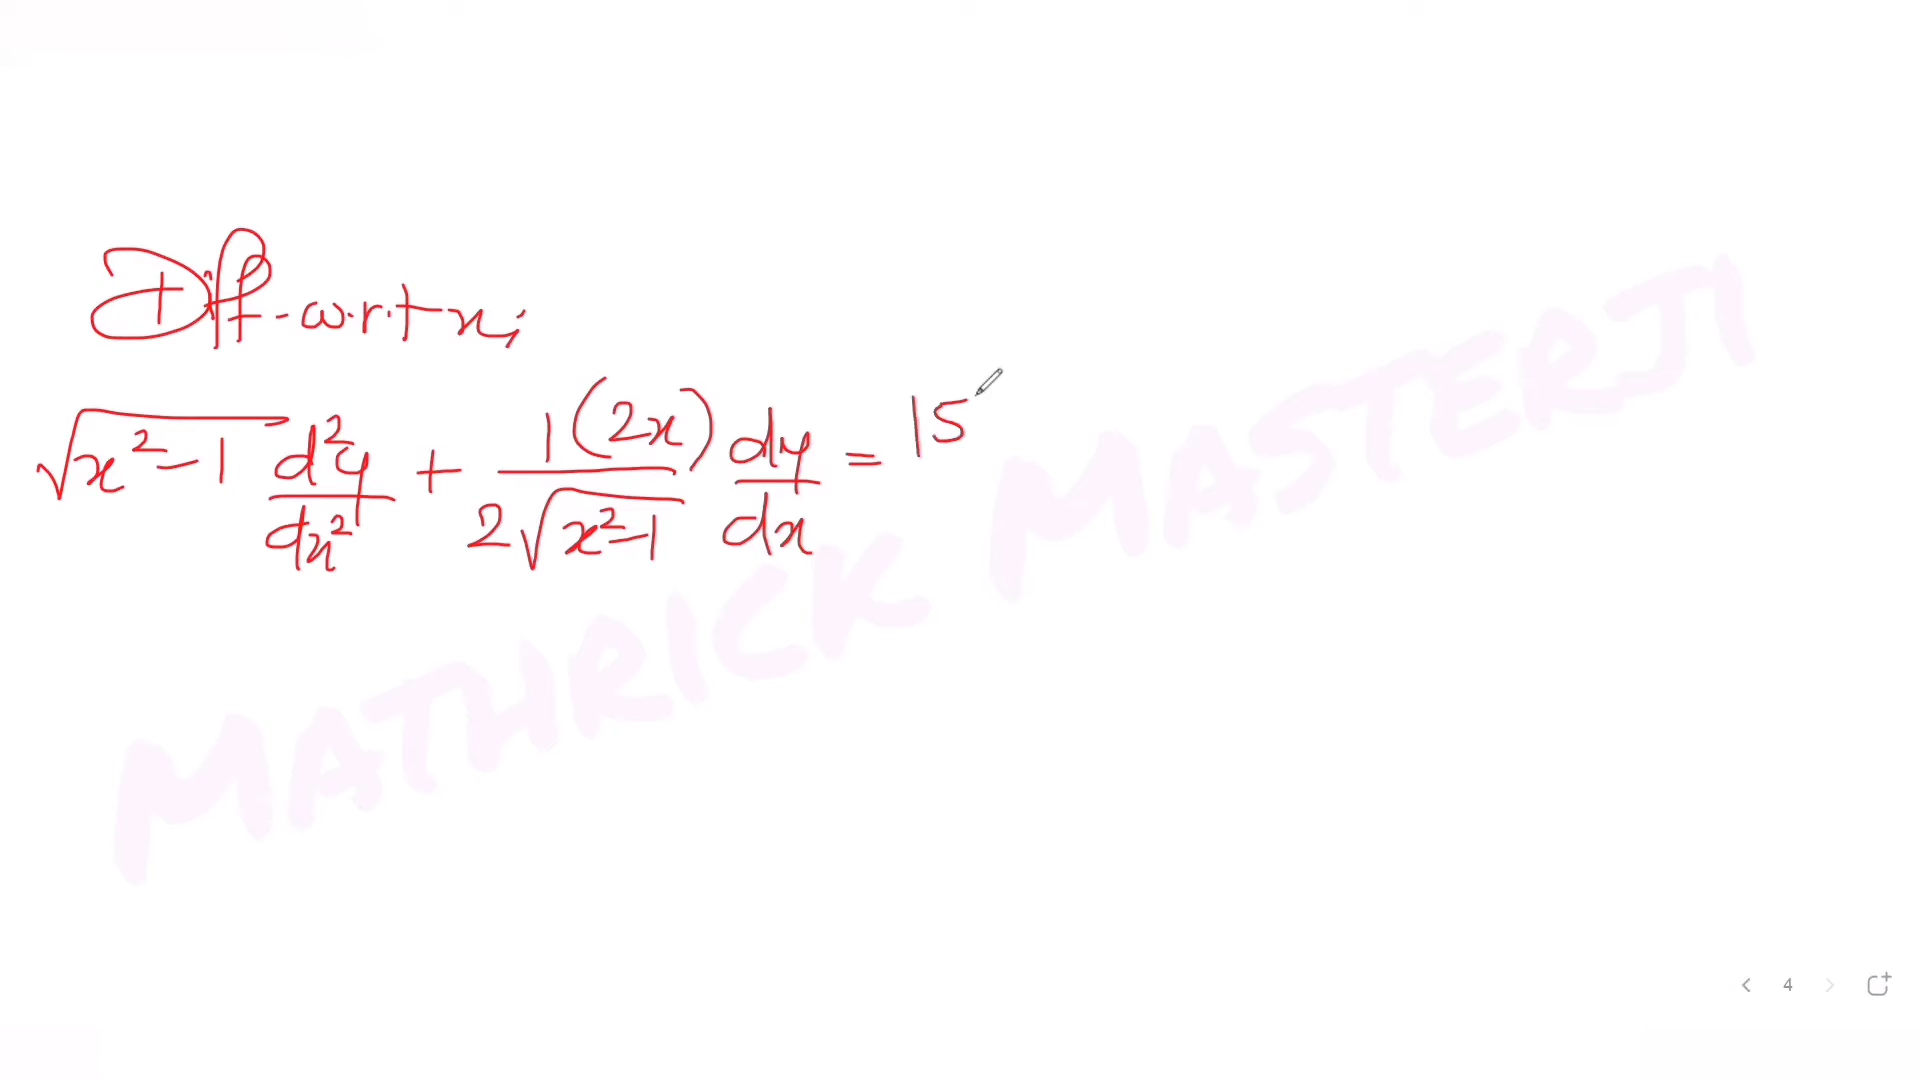 Diff. w.r.t x;
√(x²-1) d²y/dx² + 1(2x)/(2√(x²-1)) dy/dx = 15
MATHRICK MASTERJI
4